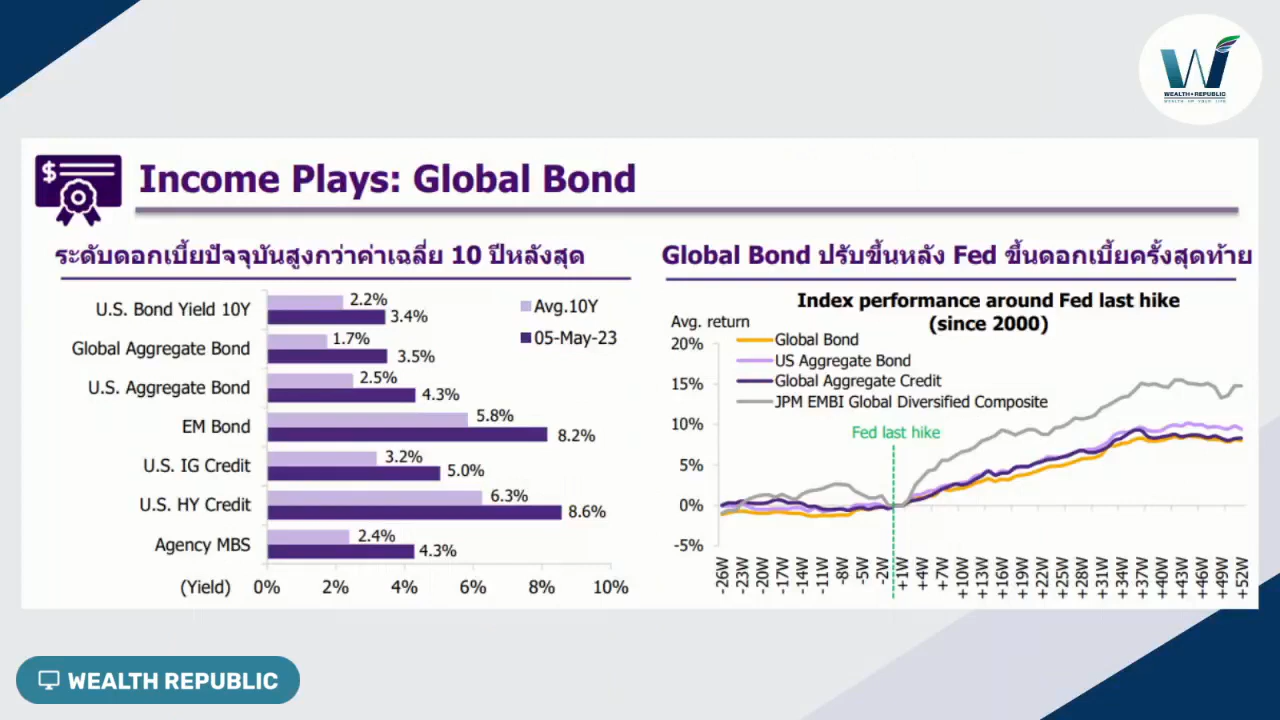 WEALTH•REPUBLIC
Income Plays: Global Bond
ระดับดอกเบี้ยปัจจุบันสูงกว่าค่าเฉลี่ย 10 ปีหลังสุด
U.S. Bond Yield 10Y
2.2%
3.4%
Avg.10Y
05-May-23
Global Aggregate Bond
1.7%
3.5%
U.S. Aggregate Bond
2.5%
4.3%
EM Bond
5.8%
8.2%
U.S. IG Credit
3.2%
5.0%
U.S. HY Credit
6.3%
8.6%
Agency MBS
2.4%
4.3%
(Yield) 0% 2% 4% 6% 8% 10%
Global Bond ปรับขึ้นหลัง Fed ขึ้นดอกเบี้ยครั้งสุดท้าย
Index performance around Fed last hike
(since 2000)
Avg. return
Global Bond
US Aggregate Bond
Global Aggregate Credit
JPM EMBI Global Diversified Composite
Fed last hike
20%
15%
10%
5%
0%
-5%
-26W -23W -20W -17W -14W -11W -8W -5W -2W +1W +4W +7W +10W +13W +16W +19W +22W +25W +28W +31W +34W +37W +40W +43W +46W +49W +52W
WEALTH REPUBLIC